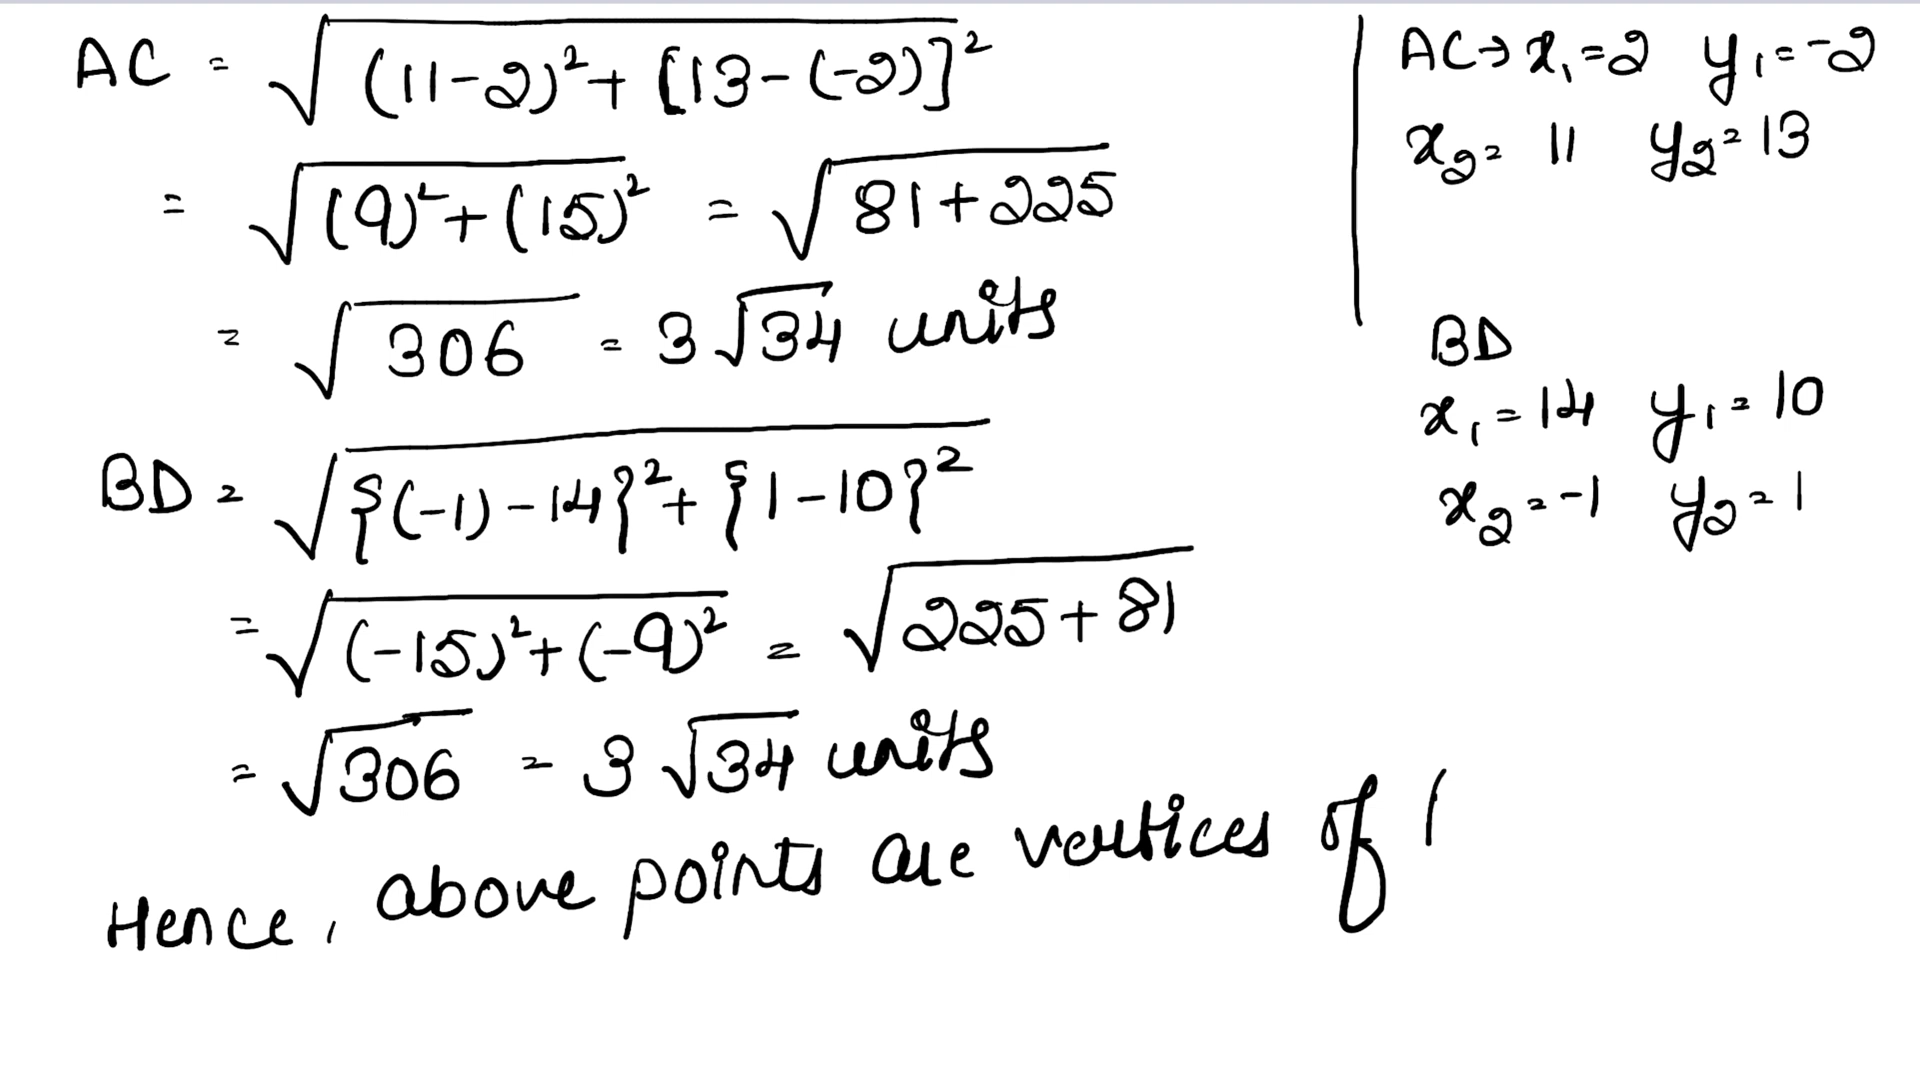 AC = √(11-2)² + [13-(-2)]²
= √(9)² + (15)² = √81+225
= √306 = 3√34 units
BD = √{(-1)-14}² + {1-10}²
= √(-15)² + (-9)² = √225+81
= √306 = 3√34 units
Hence, above points are vertices of
AC→ x₁=2 y₁=-2
x₂= 11 y₂=13
BD
x₁=14 y₁=10
x₂=-1 y₂=1